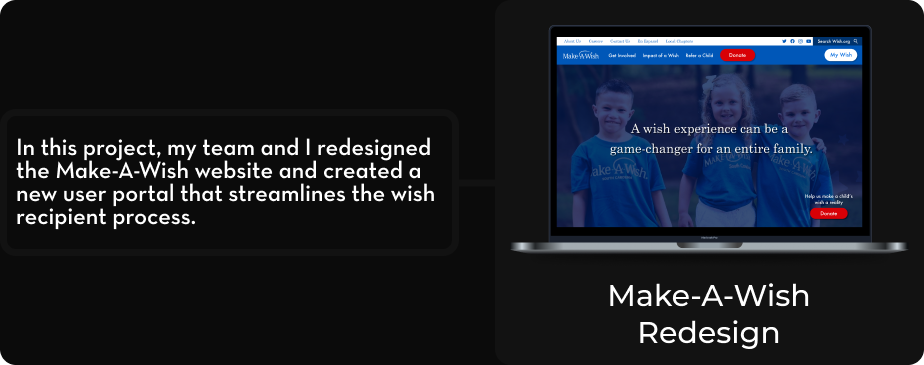 In this project, my team and I redesigned
the Make-A-Wish website and created a
new user portal that streamlines the wish
recipient process.
About Us Careers Contact Us Be Beyond Local Chapters Search Wish.org
Make-A-Wish Get Involved Impact of a Wish Refer a Child Donate My Wish
A wish experience can be a
game-changer for an entire family.
Help us make a child's
wish a reality
Donate
Make-A-Wish
Redesign